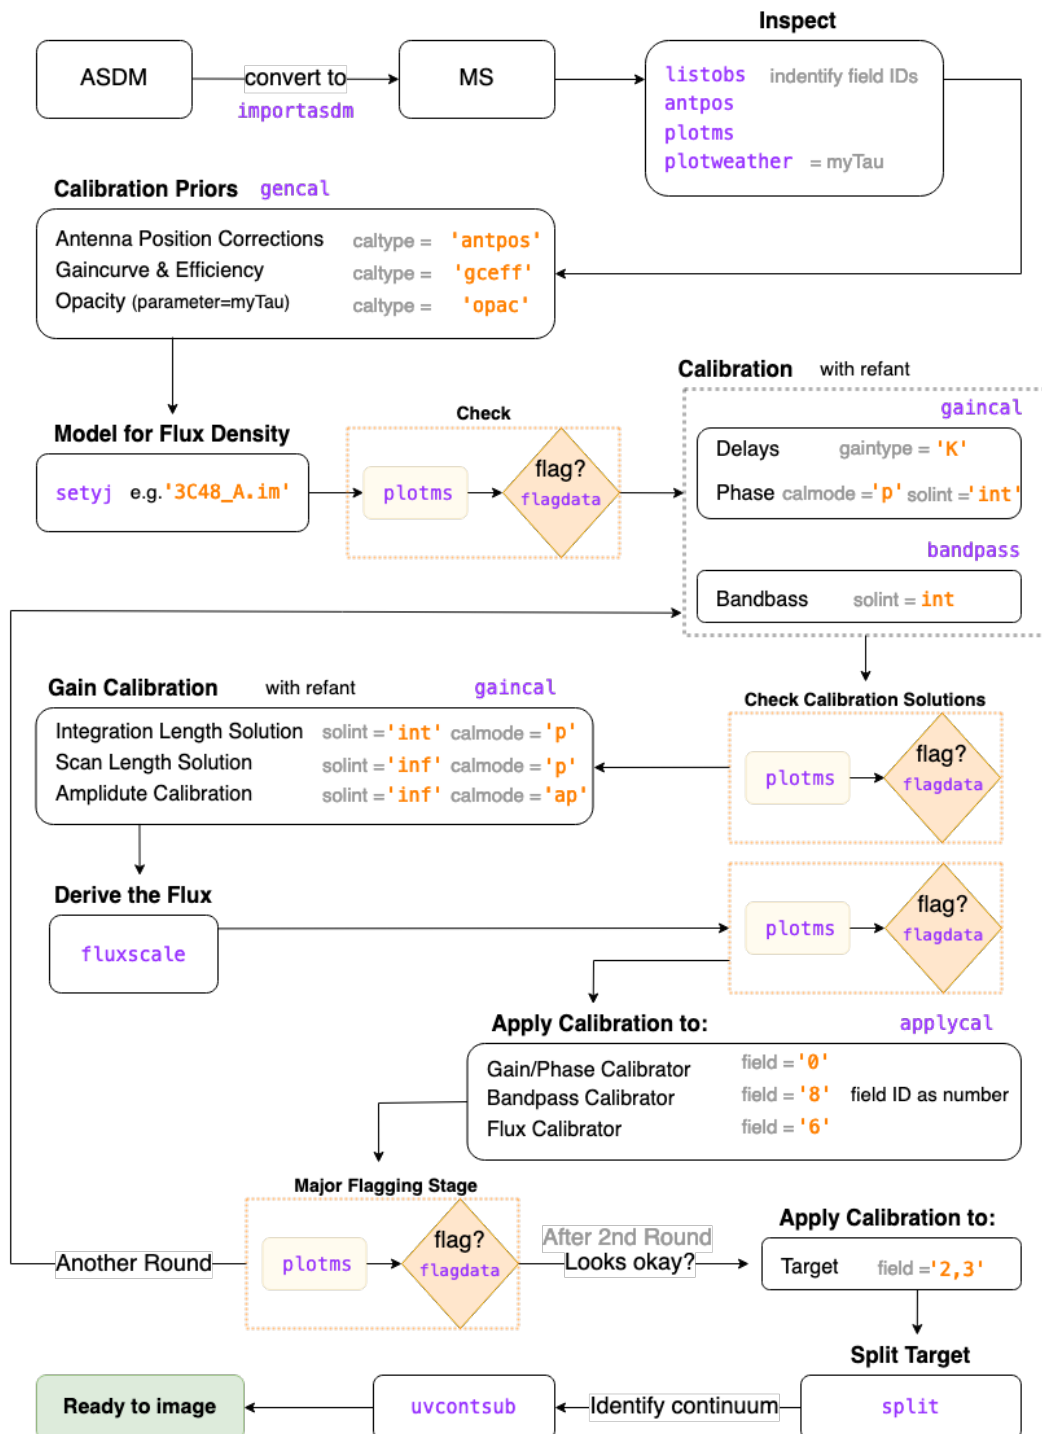 Inspect
ASDM
convert to
importasdm
MS
listobs indentify field IDs
antpos
plotms
plotweather = myTau
Calibration Priors gencal
Antenna Position Corrections caltype = 'antpos'
Gaincurve & Efficiency caltype = 'gceff'
Opacity (parameter=myTau) caltype = 'opac'
Model for Flux Density
setyj e.g.'3C48_A.im'
Check
plotms
flag?
flagdata
Calibration with refant
gaincal
Delays gaintype = 'K'
Phase calmode ='p' solint ='int'
bandpass
Bandbass solint = int
Check Calibration Solutions
plotms
flag?
flagdata
Gain Calibration with refant gaincal
Integration Length Solution solint ='int' calmode ='p'
Scan Length Solution solint ='inf' calmode ='p'
Amplidute Calibration solint ='inf' calmode ='ap'
Derive the Flux
fluxscale
plotms
flag?
flagdata
Apply Calibration to: applycal
Gain/Phase Calibrator field = '0'
Bandpass Calibrator field = '8' field ID as number
Flux Calibrator field = '6'
Major Flagging Stage
Another Round
plotms
flag?
flagdata
After 2nd Round
Looks okay?
Apply Calibration to:
Target field ='2,3'
Split Target
split
Identify continuum
uvcontsub
Ready to image